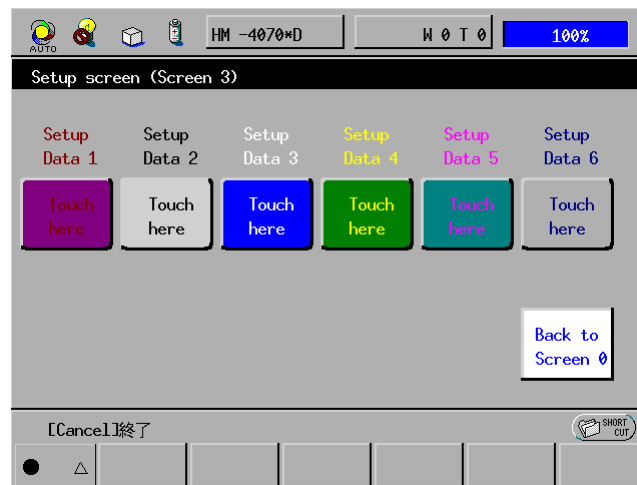 AUTO
HM -4070*D
W 0 T 0
100%
Setup screen (Screen 3)
Setup
Data 1
Setup
Data 2
Setup
Data 3
Setup
Data 4
Setup
Data 5
Setup
Data 6
Touch
here
Touch
here
Touch
here
Touch
here
Touch
here
Touch
here
Back to
Screen 0
[Cancel]終了
SHORT
CUT